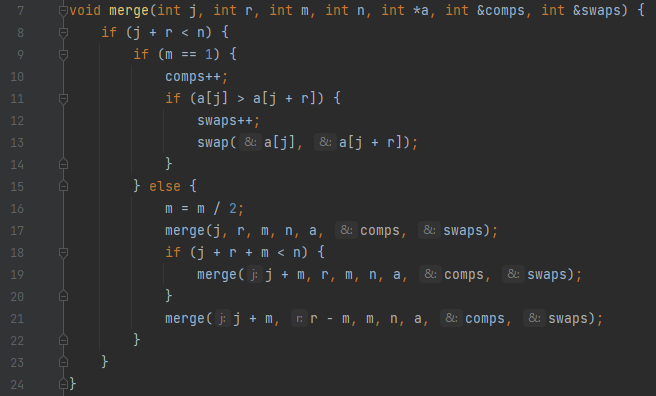 7 void merge(int j, int r, int m, int n, int *a, int &comps, int &swaps) {
8 if (j + r < n) {
9 if (m == 1) {
10 comps++;
11 if (a[j] > a[j + r]) {
12 swaps++;
13 swap(&: a[j], &: a[j + r]);
14 }
15 } else {
16 m = m / 2;
17 merge(j, r, m, n, a, &: comps, &: swaps);
18 if (j + r + m < n) {
19 merge(j: j + m, r, m, n, a, &: comps, &: swaps);
20 }
21 merge(j: j + m, r: r - m, m, n, a, &: comps, &: swaps);
22 }
23 }
24 }